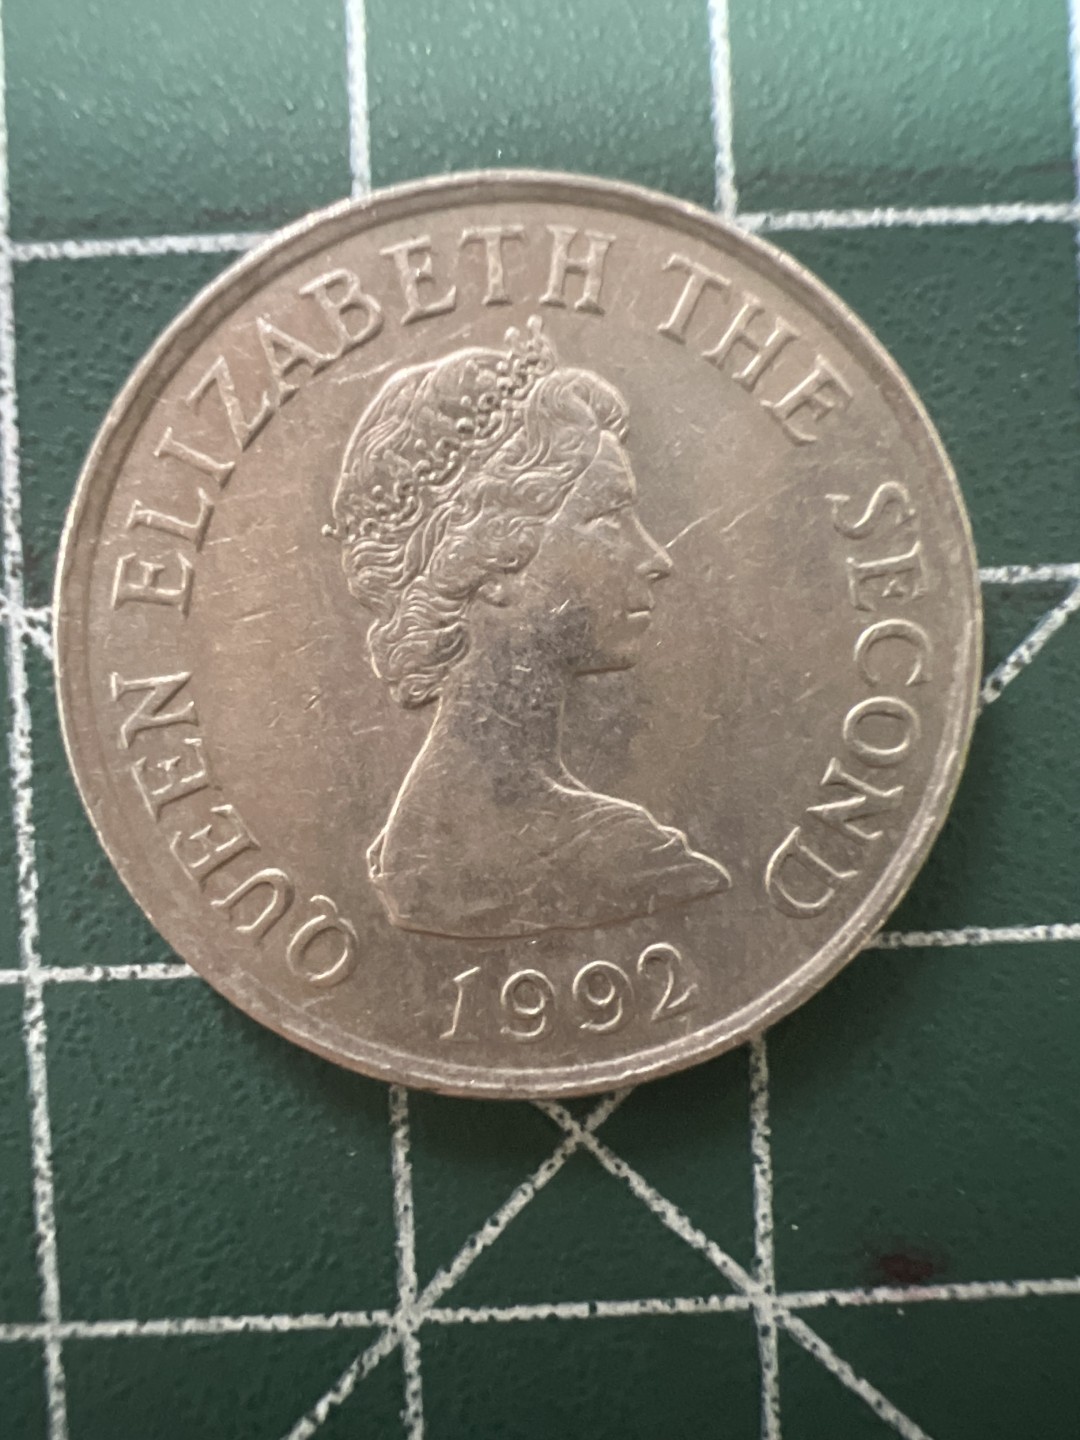 QUEEN ELIZABETH THE SECOND
1992